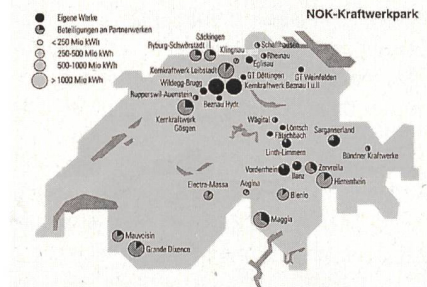 NOK-Kraftwerkpark
Eigene Werke
Beteiligungen an Partnerwerken
< 250 Mio kWh
250-500 Mio kWh
500-1000 Mio kWh
> 1000 Mio kWh
Säckingen
Ryburg-Schwörstadt
Klingnau
Schaffhausen
Rheinau
Eglisau
Kernkraftwerk Leibstadt
GT Döttingen
GT Weinfelden
Wildegg-Brugg
Kernkraftwerk Beznau I u. II
Rupperswil-Auenstein
Beznau Hydr.
Kernkraftwerk
Gösgen
Wägital
Löntsch
Fätschbach
Sarganserland
Linth-Limmern
Bündner Kraftwerke
Vorderrhein
Ilanz
Zervreila
Electra-Massa
Aegina
Blenio
Hinterrhein
Maggia
Mauvoisin
Grande Dixence